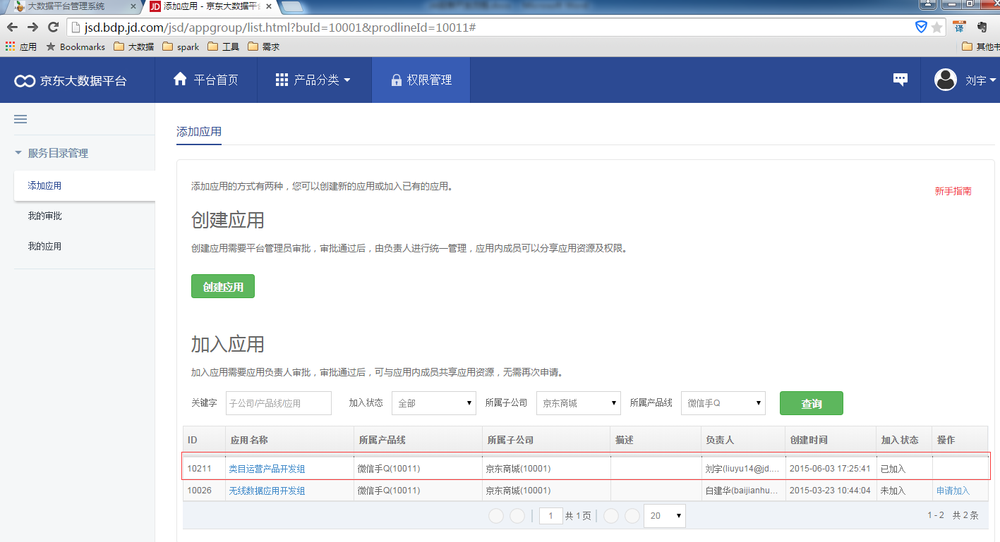 大数据平台管理系统
JD 添加应用 - 京东大数据平台
jsd.bdp.jd.com/jsd/appgroup/list.html?buId=10001&prodlineId=10011#
译
应用 Bookmarks 大数据 spark 工具 需求 其他书
京东大数据平台 平台首页 产品分类 权限管理 刘宇
服务目录管理
添加应用
我的审批
我的应用
添加应用
添加应用的方式有两种，您可以创建新的应用或加入已有的应用。
新手指南
创建应用
创建应用需要平台管理员审批，审批通过后，由负责人进行统一管理，应用内成员可以分享应用资源及权限。
创建应用
加入应用
加入应用需要应用负责人审批，审批通过后，可与应用内成员共享应用资源，无需再次申请。
关键字 子公司/产品线/应用 加入状态 全部 所属子公司 京东商城 所属产品线 微信手Q 查询
ID 应用名称 所属产品线 所属子公司 描述 负责人 创建时间 加入状态 操作
10211 类目运营产品开发组 微信手Q(10011) 京东商城(10001) 刘宇(liuyu14@jd.... 2015-06-03 17:25:41 已加入
10026 无线数据应用开发组 微信手Q(10011) 京东商城(10001) 白建华(baijianhu... 2015-03-23 10:44:04 未加入 申请加入
1 共 1 页 20 1 - 2 共 2 条